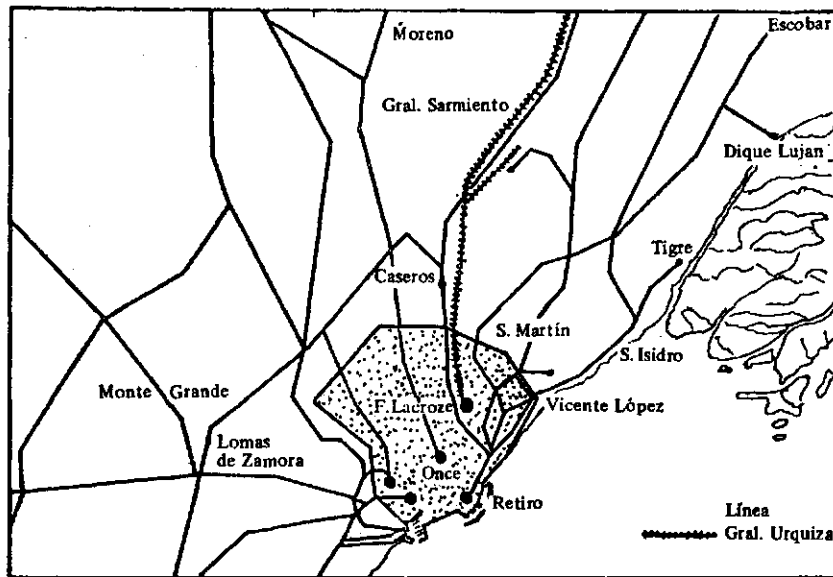 Escobar
Moreno
Gral. Sarmiento
Dique Lujan
Tigre
Caseros
S. Martín
S. Isidro
Monte Grande
F. Lacroze
Vicente López
Lomas
de Zamora
Once
Retiro
Línea
Gral. Urquiza